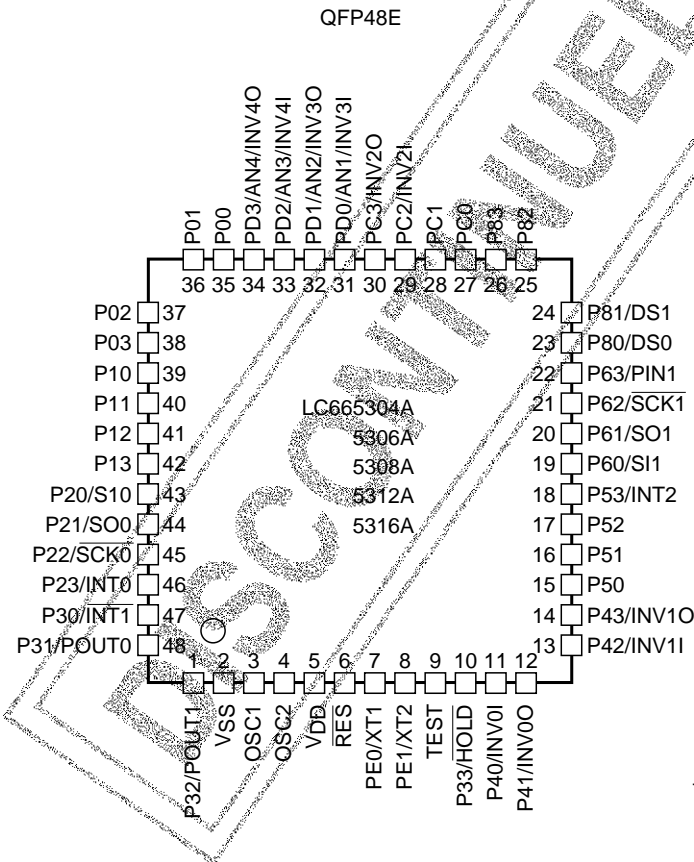 QFP48E
P01
P00
PD3/AN4/INV4O
PD2/AN3/INV4I
PD1/AN2/INV3O
PD0/AN1/INV3I
PC3/INV2O
PC2/INV2I
PC1
PC0
P83
P82
36 35 34 33 32 31 30 29 28 27 26 25
P02 37
P03 38
P10 39
P11 40
P12 41
P13 42
P20/S10 43
P21/SO0 44
P22/SCK0 45
P23/INT0 46
P30/INT1 47
P31/POUT0 48
LC665304A
5306A
5308A
5312A
5316A
24 P81/DS1
23 P80/DS0
22 P63/PIN1
21 P62/SCK1
20 P61/SO1
19 P60/SI1
18 P53/INT2
17 P52
16 P51
15 P50
14 P43/INV1O
13 P42/INV1I
1 2 3 4 5 6 7 8 9 10 11 12
P32/POUT1
VSS
OSC1
OSC2
VDD
RES
PE0/XT1
PE1/XT2
TEST
P33/HOLD
P40/INV0I
P41/INV0O
DISCONTINUED